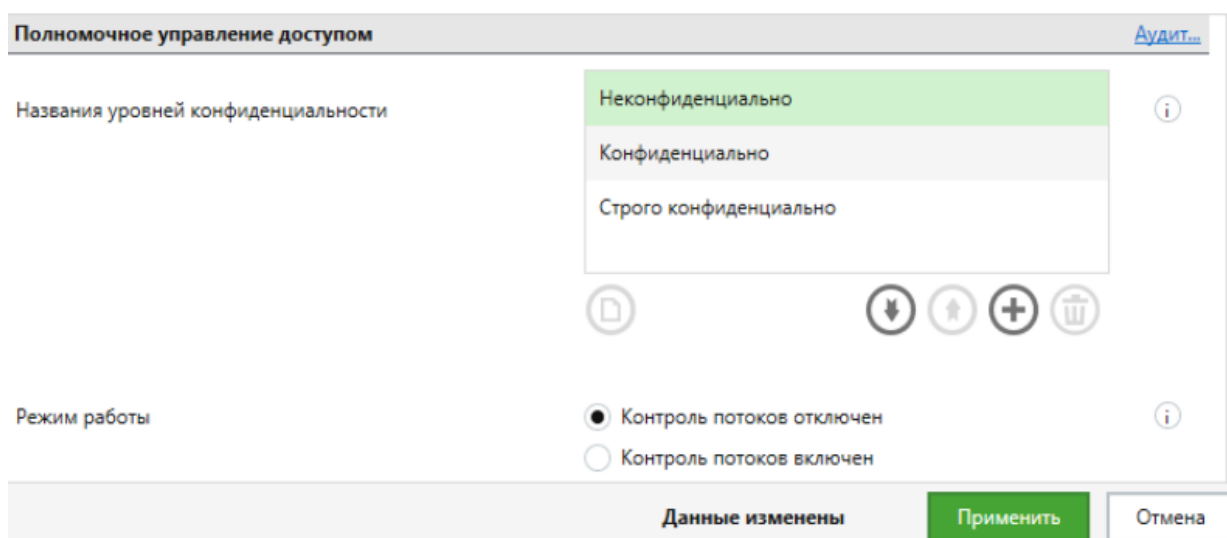 Полномочное управление доступом Аудит...
Названия уровней конфиденциальности
Неконфиденциально
Конфиденциально
Строго конфиденциально
Режим работы
Контроль потоков отключен
Контроль потоков включен
Данные изменены Применить Отмена